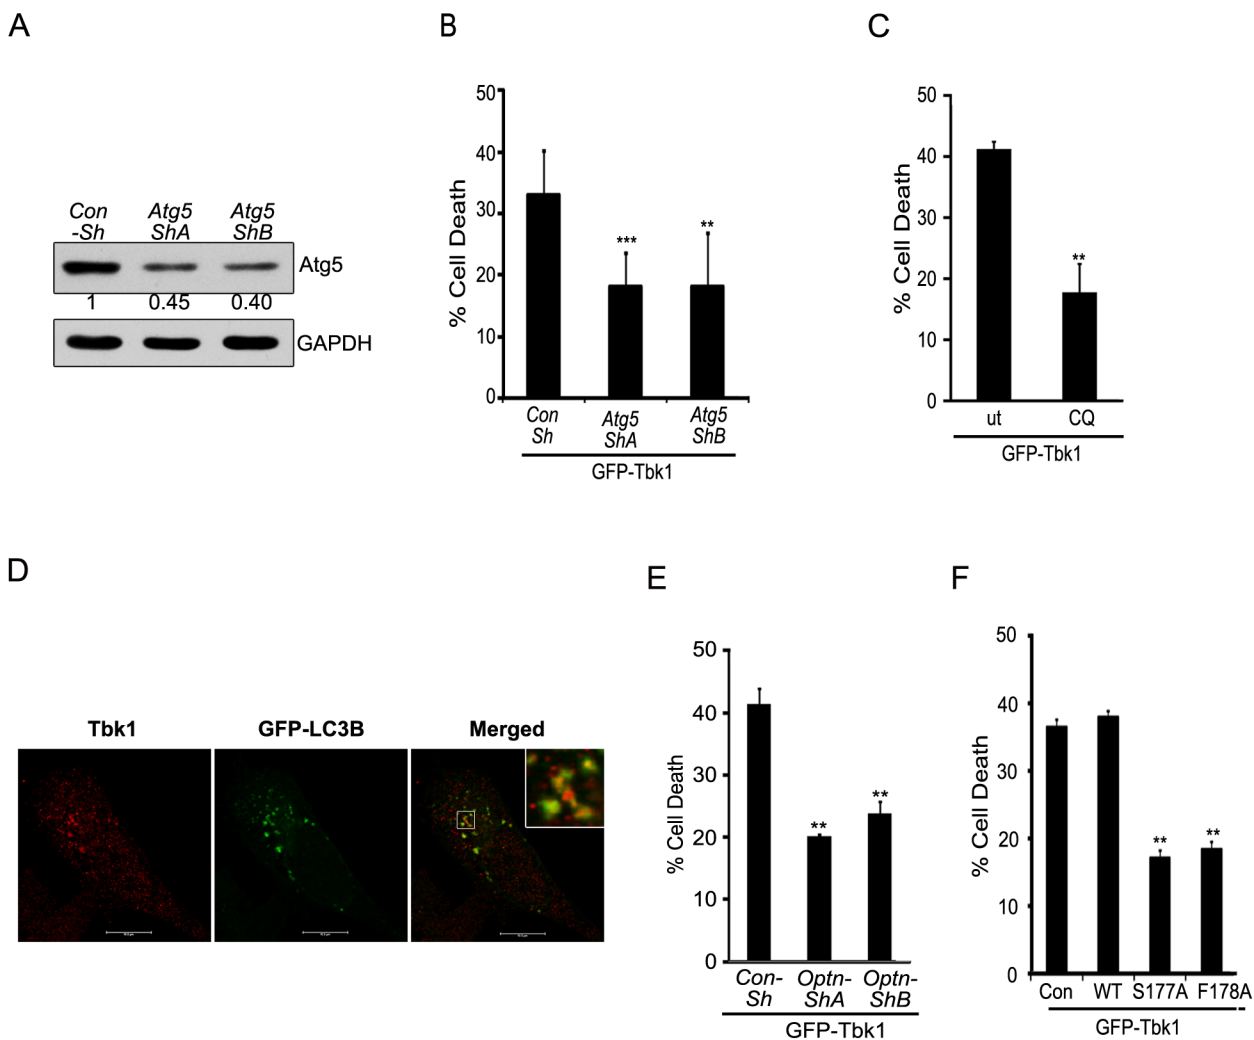 A
Con
-Sh
Atg5
ShA
Atg5
ShB
Atg5
1 0.45 0.40
GAPDH
B
% Cell Death
50
40
30
20
10
0
***
**
Con
Sh
Atg5
ShA
Atg5
ShB
GFP-Tbk1
C
% Cell Death
50
40
30
20
10
0
**
ut CQ
GFP-Tbk1
D
Tbk1 GFP-LC3B Merged
E
% Cell Death
50
40
30
20
10
0
**
**
Con-
Sh
Optn-
ShA
Optn-
ShB
GFP-Tbk1
F
% Cell Death
50
40
30
20
10
0
**
**
Con WT S177A F178A
GFP-Tbk1